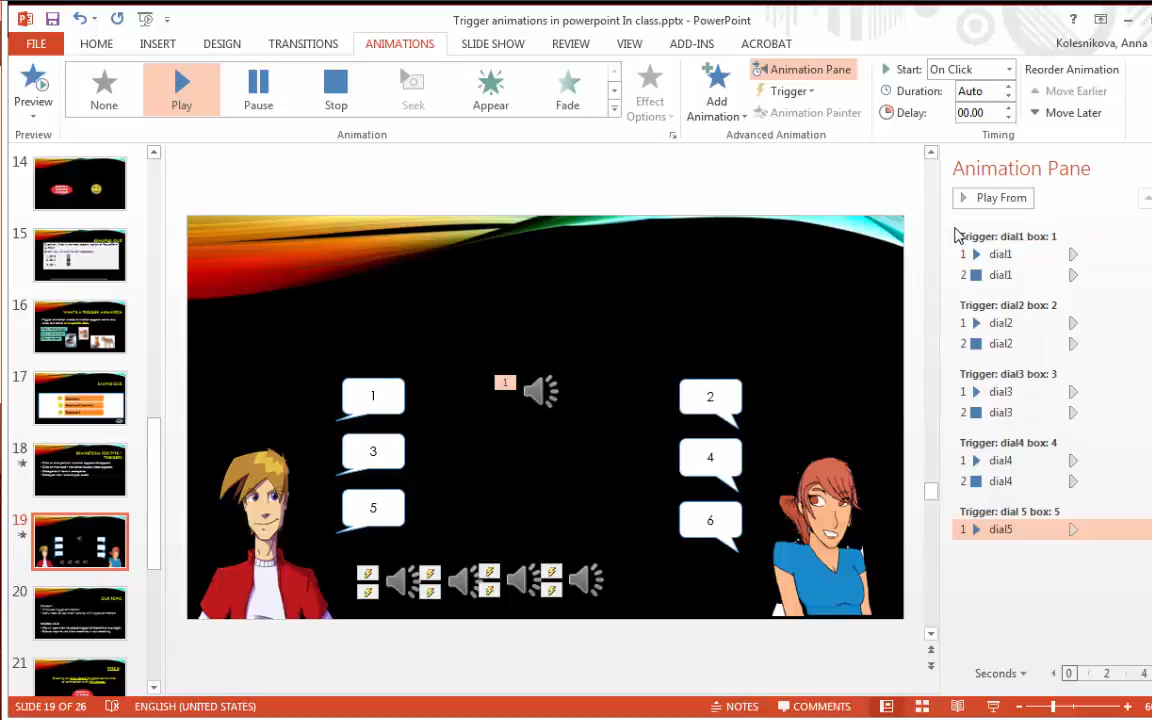 Trigger animations in powerpoint In class.pptx - PowerPoint
?
FILE HOME INSERT DESIGN TRANSITIONS ANIMATIONS SLIDE SHOW REVIEW VIEW ADD-INS ACROBAT
Kolesnikova, Anna
Preview
None Play Pause Stop Seek Appear Fade
Effect Options
Add Animation
Animation Pane
Trigger
Animation Painter
Start: On Click
Duration: Auto
Delay: 00.00
Reorder Animation
Move Earlier
Move Later
Preview Animation Advanced Animation Timing
14
15
16
17
18
19
20
21
1
1
2
3
4
5
6
Animation Pane
Play From
Trigger: dial1 box: 1
1 dial1
2 dial1
Trigger: dial2 box: 2
1 dial2
2 dial2
Trigger: dial3 box: 3
1 dial3
2 dial3
Trigger: dial4 box: 4
1 dial4
2 dial4
Trigger: dial 5 box: 5
1 dial5
Seconds 0 2 4
SLIDE 19 OF 26 ENGLISH (UNITED STATES) NOTES COMMENTS